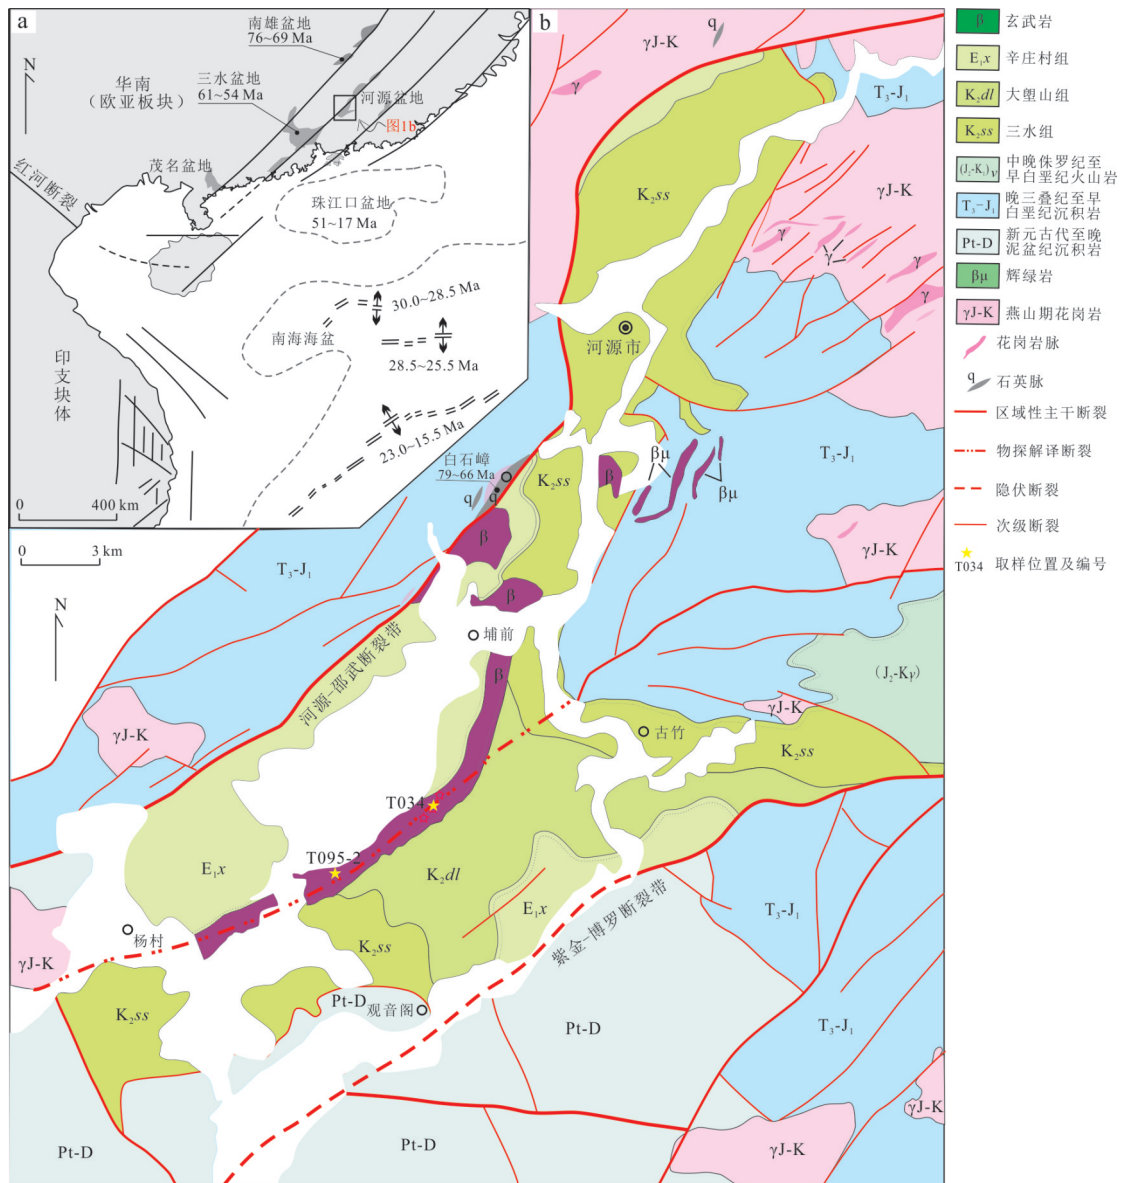 a
南雄盆地
76~69 Ma
N
华南
(欧亚板块)
三水盆地
61~54 Ma
河源盆地
图1b
茂名盆地
红河断裂
珠江口盆地
51~17 Ma
30.0~28.5 Ma
南海海盆
28.5~25.5 Ma
印支块体
23.0~15.5 Ma
0 400 km
b
q
γJ-K
γ
T₃-J₁
K₂ss
γJ-K
γ
γ
γ
γ
河源市
白石嶂
79~66 Ma
q
q
K₂ss
β
βμ
βμ
T₃-J₁
β
γJ-K
0 3 km
T₃-J₁
β
N
埔前
河源-邵武断裂带
β
(J₂-K₁)ν
γJ-K
γJ-K
古竹
K₂ss
T034
T095-2
E₁x
K₂dl
E₁x
T₃-J₁
杨村
K₂ss
紫金-博罗断裂带
γJ-K
Pt-D
观音阁
K₂ss
Pt-D
T₃-J₁
γJ-K
Pt-D
Pt-D
γJ-K
β 玄武岩
E₁x 辛庄村组
K₂dl 大塱山组
K₂ss 三水组
(J₂-K₁)ν 中晚侏罗纪至
早白垩纪火山岩
T₃-J₁ 晚三叠纪至早
白垩纪沉积岩
Pt-D 新元古代至晚
泥盆纪沉积岩
βμ 辉绿岩
γJ-K 燕山期花岗岩
花岗岩脉
q 石英脉
区域性主干断裂
物探解译断裂
隐伏断裂
次级断裂
T034 取样位置及编号